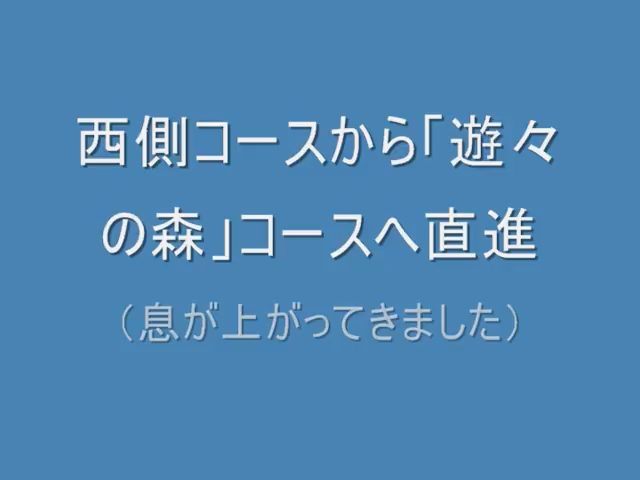 西側コースから「遊々
の森」コースへ直進
（息が上がってきました）